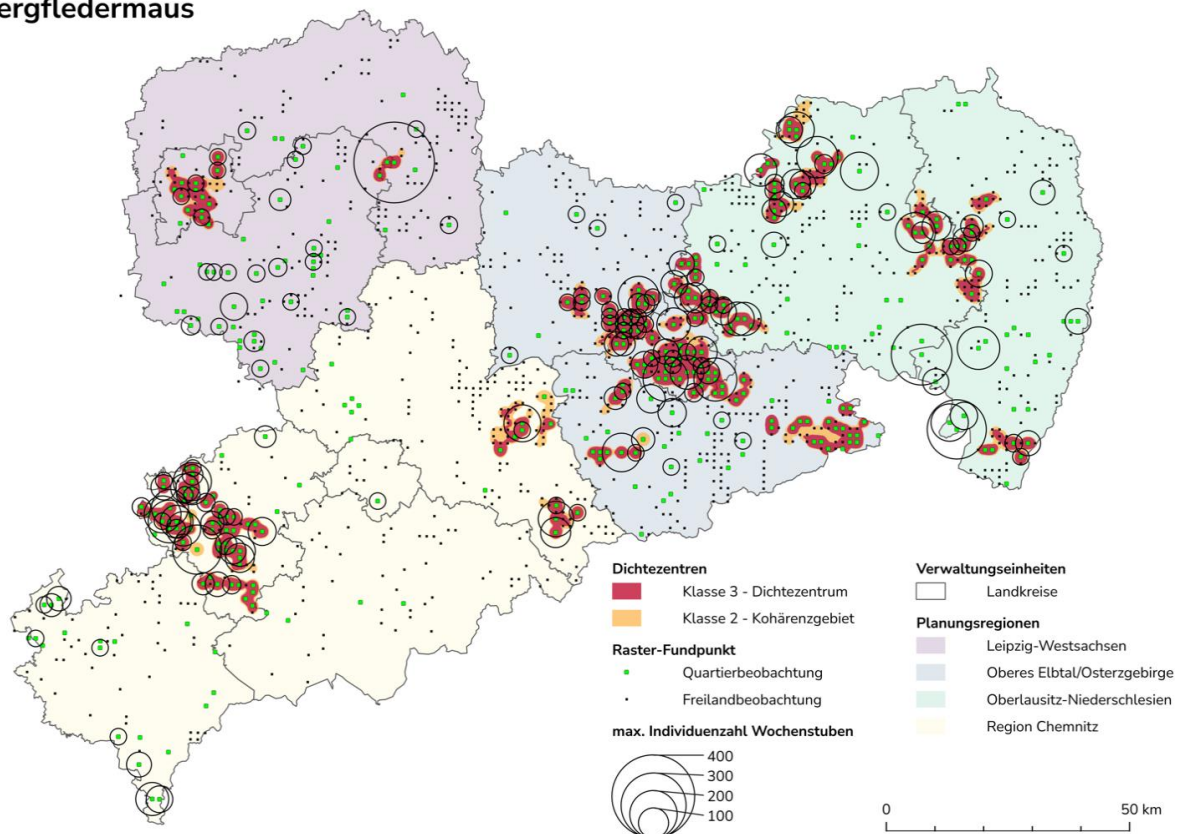 ergfledermaus
Dichtezentren
Klasse 3 - Dichtezentrum
Klasse 2 - Kohärenzgebiet
Raster-Fundpunkt
Quartierbeobachtung
Freilandbeobachtung
max. Individuenzahl Wochenstuben
400
300
200
100
Verwaltungseinheiten
Landkreise
Planungsregionen
Leipzig-Westsachsen
Oberes Elbtal/Osterzgebirge
Oberlausitz-Niederschlesien
Region Chemnitz
0 50 km